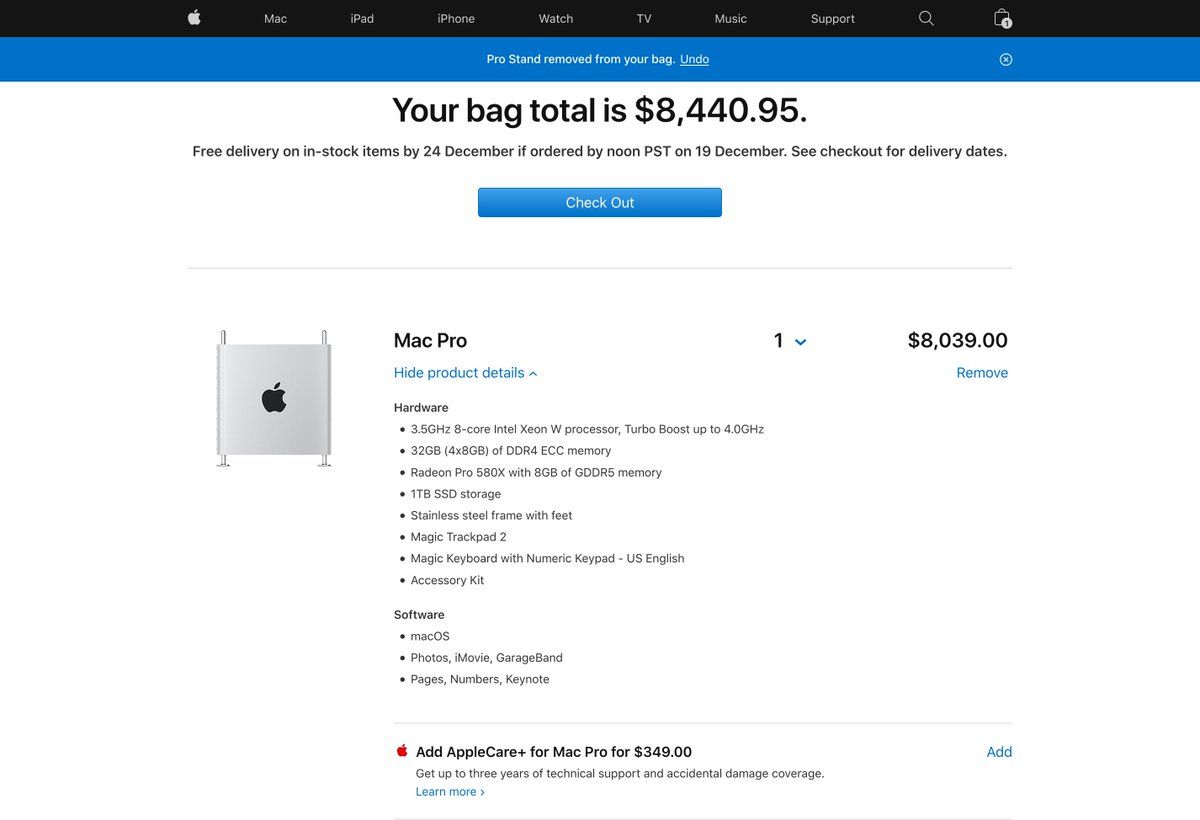 Mac iPad iPhone Watch TV Music Support 1
Pro Stand removed from your bag. Undo
Your bag total is $8,440.95.
Free delivery on in-stock items by 24 December if ordered by noon PST on 19 December. See checkout for delivery dates.
Check Out
Mac Pro 1 $8,039.00
Hide product details Remove
Hardware
• 3.5GHz 8-core Intel Xeon W processor, Turbo Boost up to 4.0GHz
• 32GB (4x8GB) of DDR4 ECC memory
• Radeon Pro 580X with 8GB of GDDR5 memory
• 1TB SSD storage
• Stainless steel frame with feet
• Magic Trackpad 2
• Magic Keyboard with Numeric Keypad - US English
• Accessory Kit
Software
• macOS
• Photos, iMovie, GarageBand
• Pages, Numbers, Keynote
Add AppleCare+ for Mac Pro for $349.00 Add
Get up to three years of technical support and accidental damage coverage.
Learn more ›